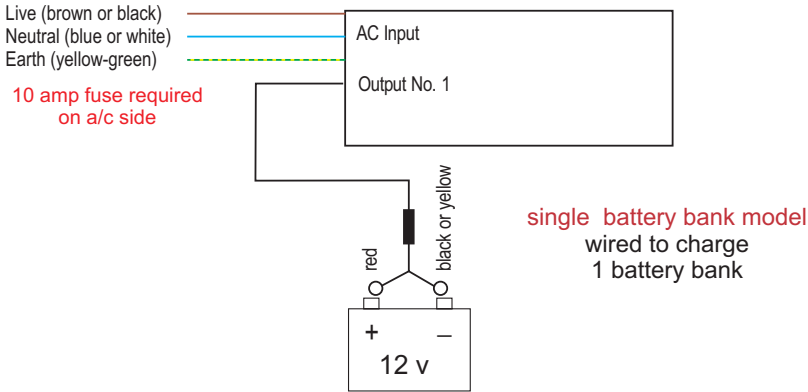 Live (brown or black)
Neutral (blue or white)
Earth (yellow-green)
10 amp fuse required
on a/c side
AC Input
Output No. 1
red
black or yellow
+ –
12 v
single battery bank model
wired to charge
1 battery bank